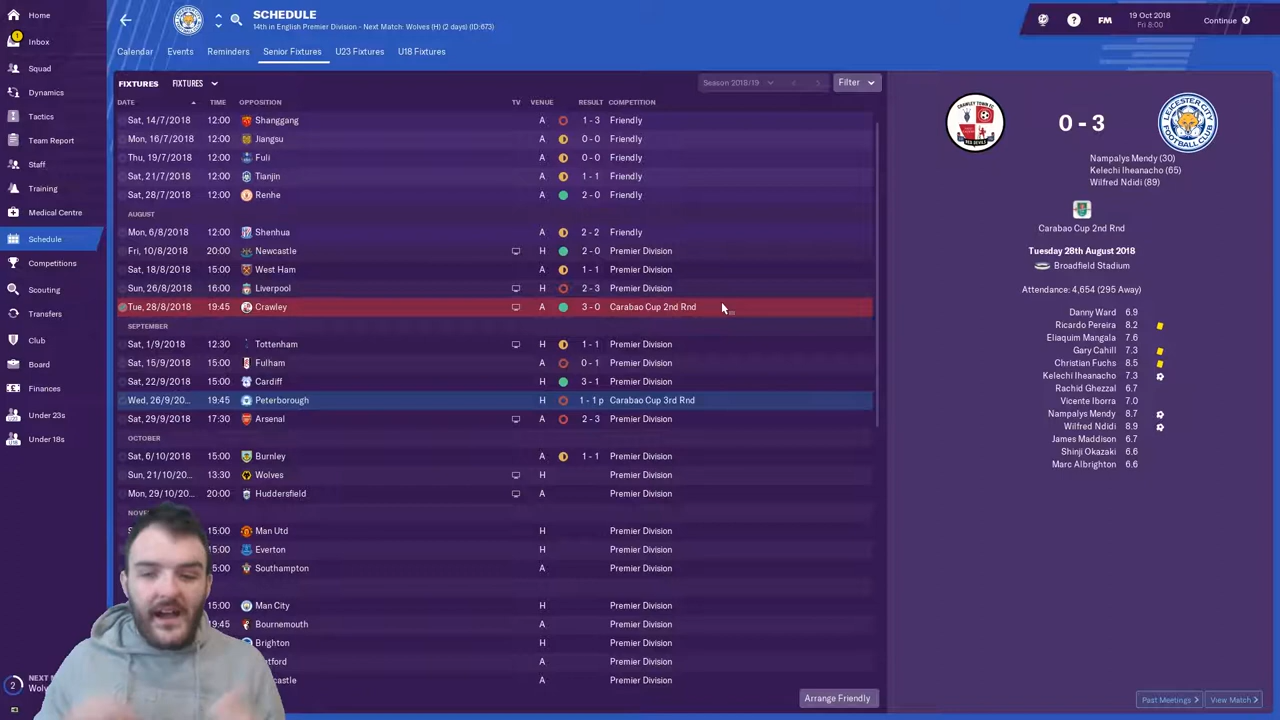 Home
Inbox
Squad
Dynamics
Tactics
Team Report
Staff
Training
Medical Centre
Schedule
Competitions
Scouting
Transfers
Club
Board
Finances
Under 23s
Under 18s
2
SCHEDULE
14th in English Premier Division - Next Match: Wolves (H) (2 days) (ID:673)
FM
19 Oct 2018
Fri 8:00
Continue
Calendar Events Reminders Senior Fixtures U23 Fixtures U18 Fixtures
FIXTURES FIXTURES Season 2018/19 Filter
DATE TIME OPPOSITION TV VENUE RESULT COMPETITION
Sat, 14/7/2018 12:00 Shanggang A 1 - 3 Friendly
Mon, 16/7/2018 12:00 Jiangsu A 0 - 0 Friendly
Thu, 19/7/2018 12:00 Fuli A 0 - 0 Friendly
Sat, 21/7/2018 12:00 Tianjin A 1 - 1 Friendly
Sat, 28/7/2018 12:00 Renhe A 2 - 0 Friendly
AUGUST
Mon, 6/8/2018 12:00 Shenhua A 2 - 2 Friendly
Fri, 10/8/2018 20:00 Newcastle H 2 - 0 Premier Division
Sat, 18/8/2018 15:00 West Ham A 1 - 1 Premier Division
Sun, 26/8/2018 16:00 Liverpool H 2 - 3 Premier Division
Tue, 28/8/2018 19:45 Crawley A 3 - 0 Carabao Cup 2nd Rnd
SEPTEMBER
Sat, 1/9/2018 12:30 Tottenham H 1 - 1 Premier Division
Sat, 15/9/2018 15:00 Fulham A 0 - 1 Premier Division
Sat, 22/9/2018 15:00 Cardiff H 3 - 1 Premier Division
Wed, 26/9/20... 19:45 Peterborough H 1 - 1 p Carabao Cup 3rd Rnd
Sat, 29/9/2018 17:30 Arsenal A 2 - 3 Premier Division
OCTOBER
Sat, 6/10/2018 15:00 Burnley A 1 - 1 Premier Division
Sun, 21/10/20... 13:30 Wolves H Premier Division
Mon, 29/10/20... 20:00 Huddersfield A Premier Division
15:00 Man Utd H Premier Division
15:00 Everton H Premier Division
Southampton A Premier Division
15:00 Man City H Premier Division
19:45 Bournemouth A Premier Division
Brighton H Premier Division
A Premier Division
A Premier Division
Arrange Friendly
CRAWLEY TOWN FC
RED DEVILS
0 - 3
LEICESTER CITY
FOOTBALL CLUB
Nampalys Mendy (30)
Kelechi Iheanacho (65)
Wilfred Ndidi (89)
Carabao Cup 2nd Rnd
Tuesday 28th August 2018
Broadfield Stadium
Attendance: 4,654 (295 Away)
Danny Ward 6.9
Ricardo Pereira 8.2
Eliaquim Mangala 7.6
Gary Cahill 7.3
Christian Fuchs 8.5
Kelechi Iheanacho 7.3
Rachid Ghezzal 6.7
Vicente Iborra 7.0
Nampalys Mendy 8.7
Wilfred Ndidi 8.9
James Maddison 6.7
Shinji Okazaki 6.6
Marc Albrighton 6.6
Past Meetings
View Match